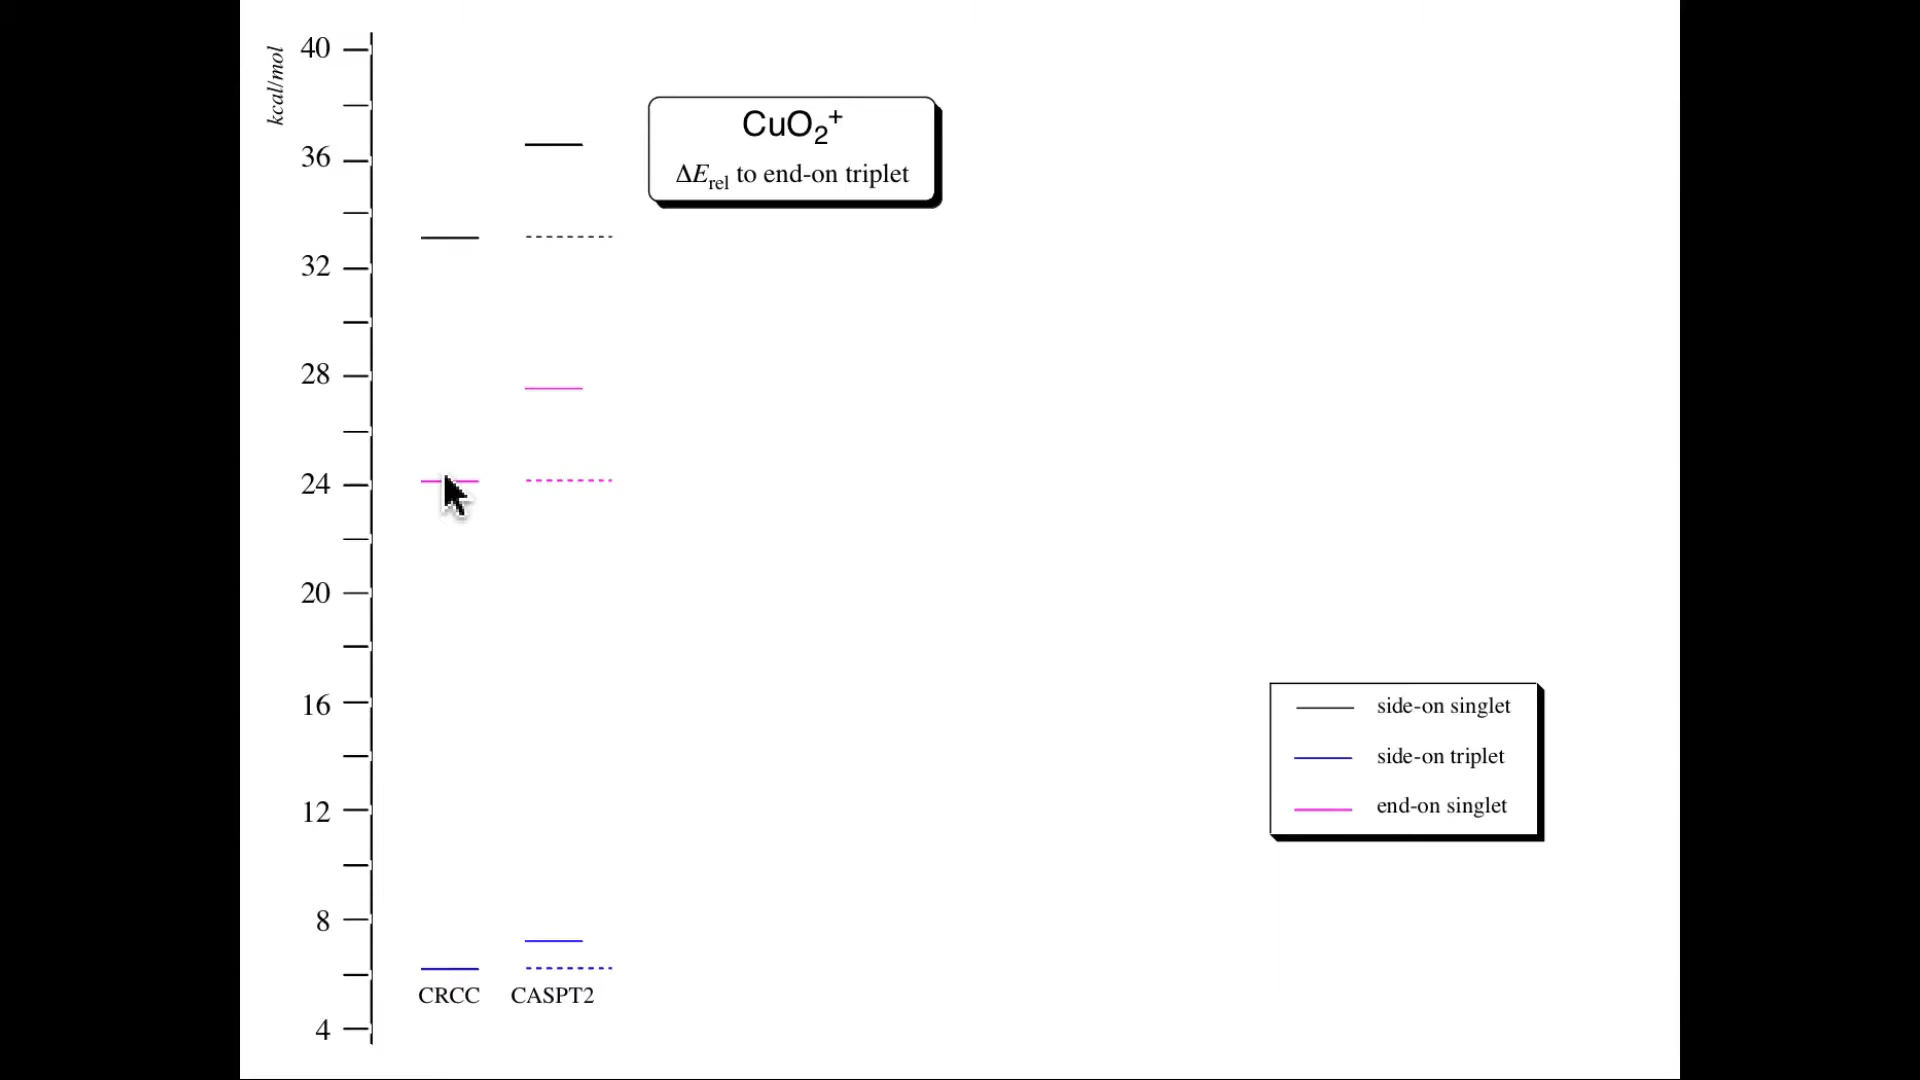 kcal/mol
40
36
32
28
24
20
16
12
8
4
CuO₂⁺
ΔE_rel to end-on triplet
side-on singlet
side-on triplet
end-on singlet
CRCC
CASPT2